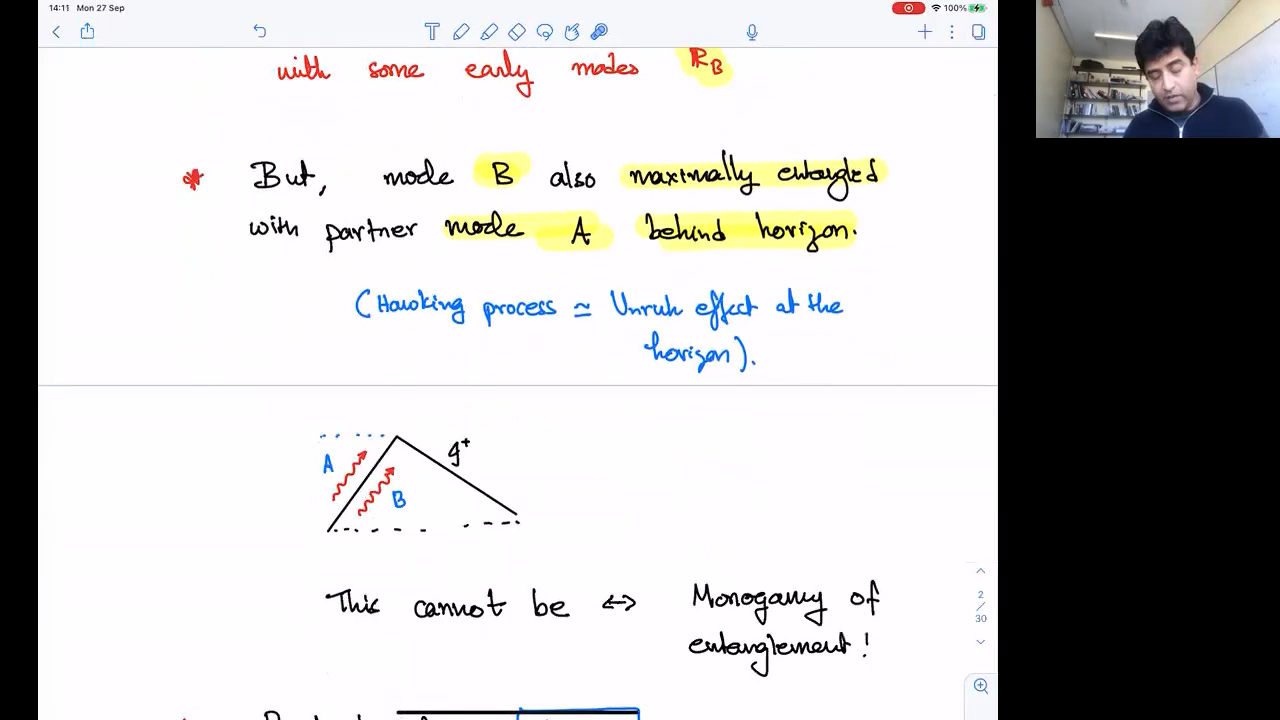 14:11 Mon 27 Sep
100%
with some early modes R_B
* But, mode B also maximally entangled
with partner mode A behind horizon.
(Hawking process ≃ Unruh effect at the
horizon).
A
B
𝒥⁺
This cannot be ↔ Monogamy of
entanglement!
2
/
30